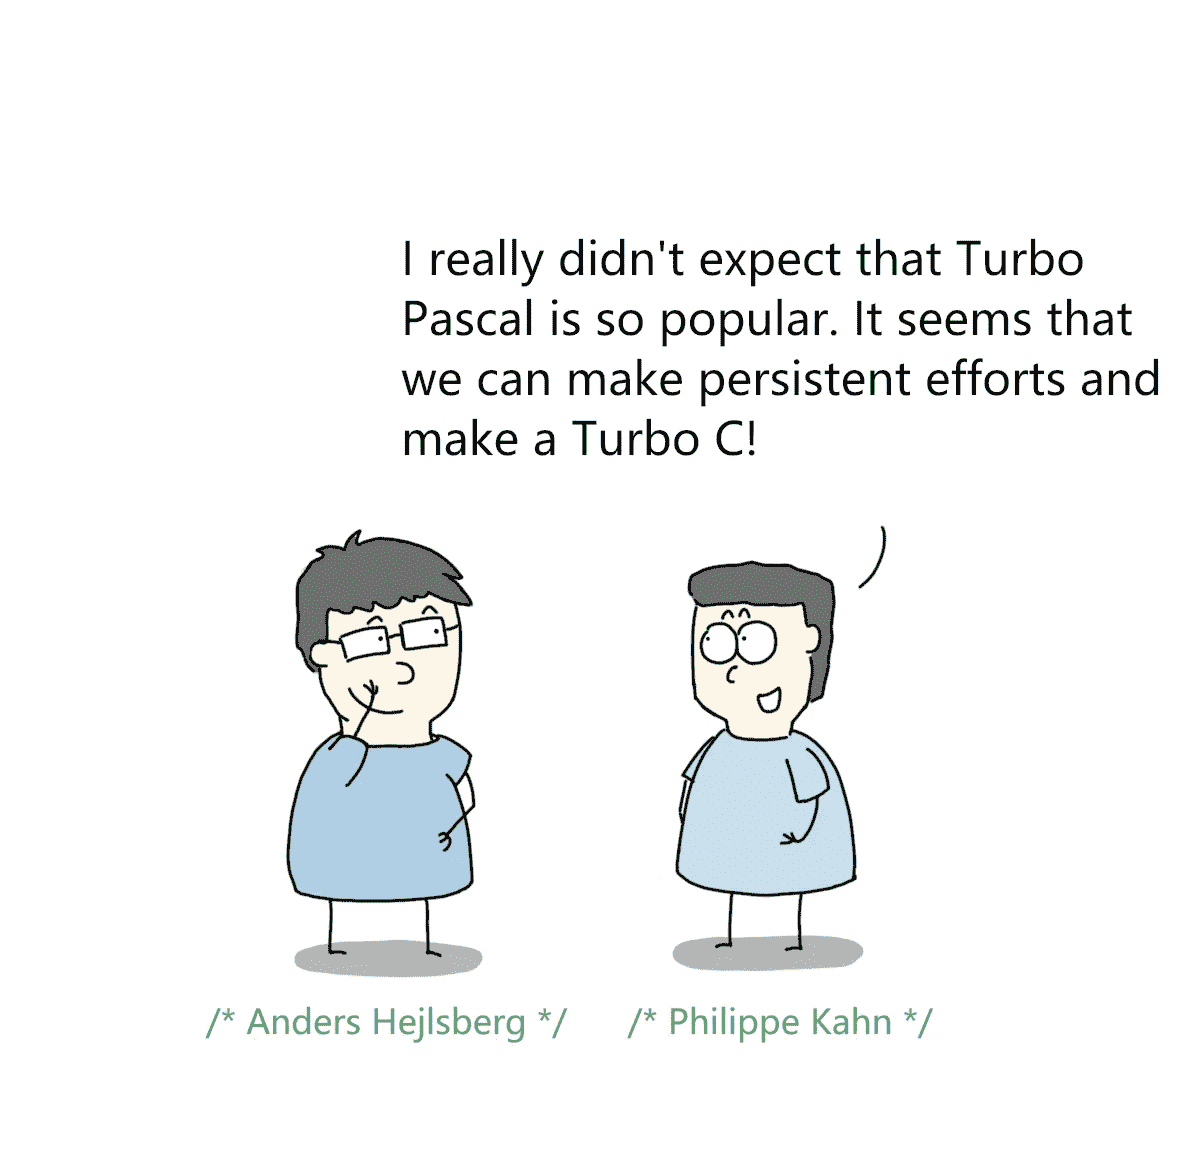 I really didn't expect that Turbo
Pascal is so popular. It seems that
we can make persistent efforts and
make a Turbo C!
/* Anders Hejlsberg */
/* Philippe Kahn */